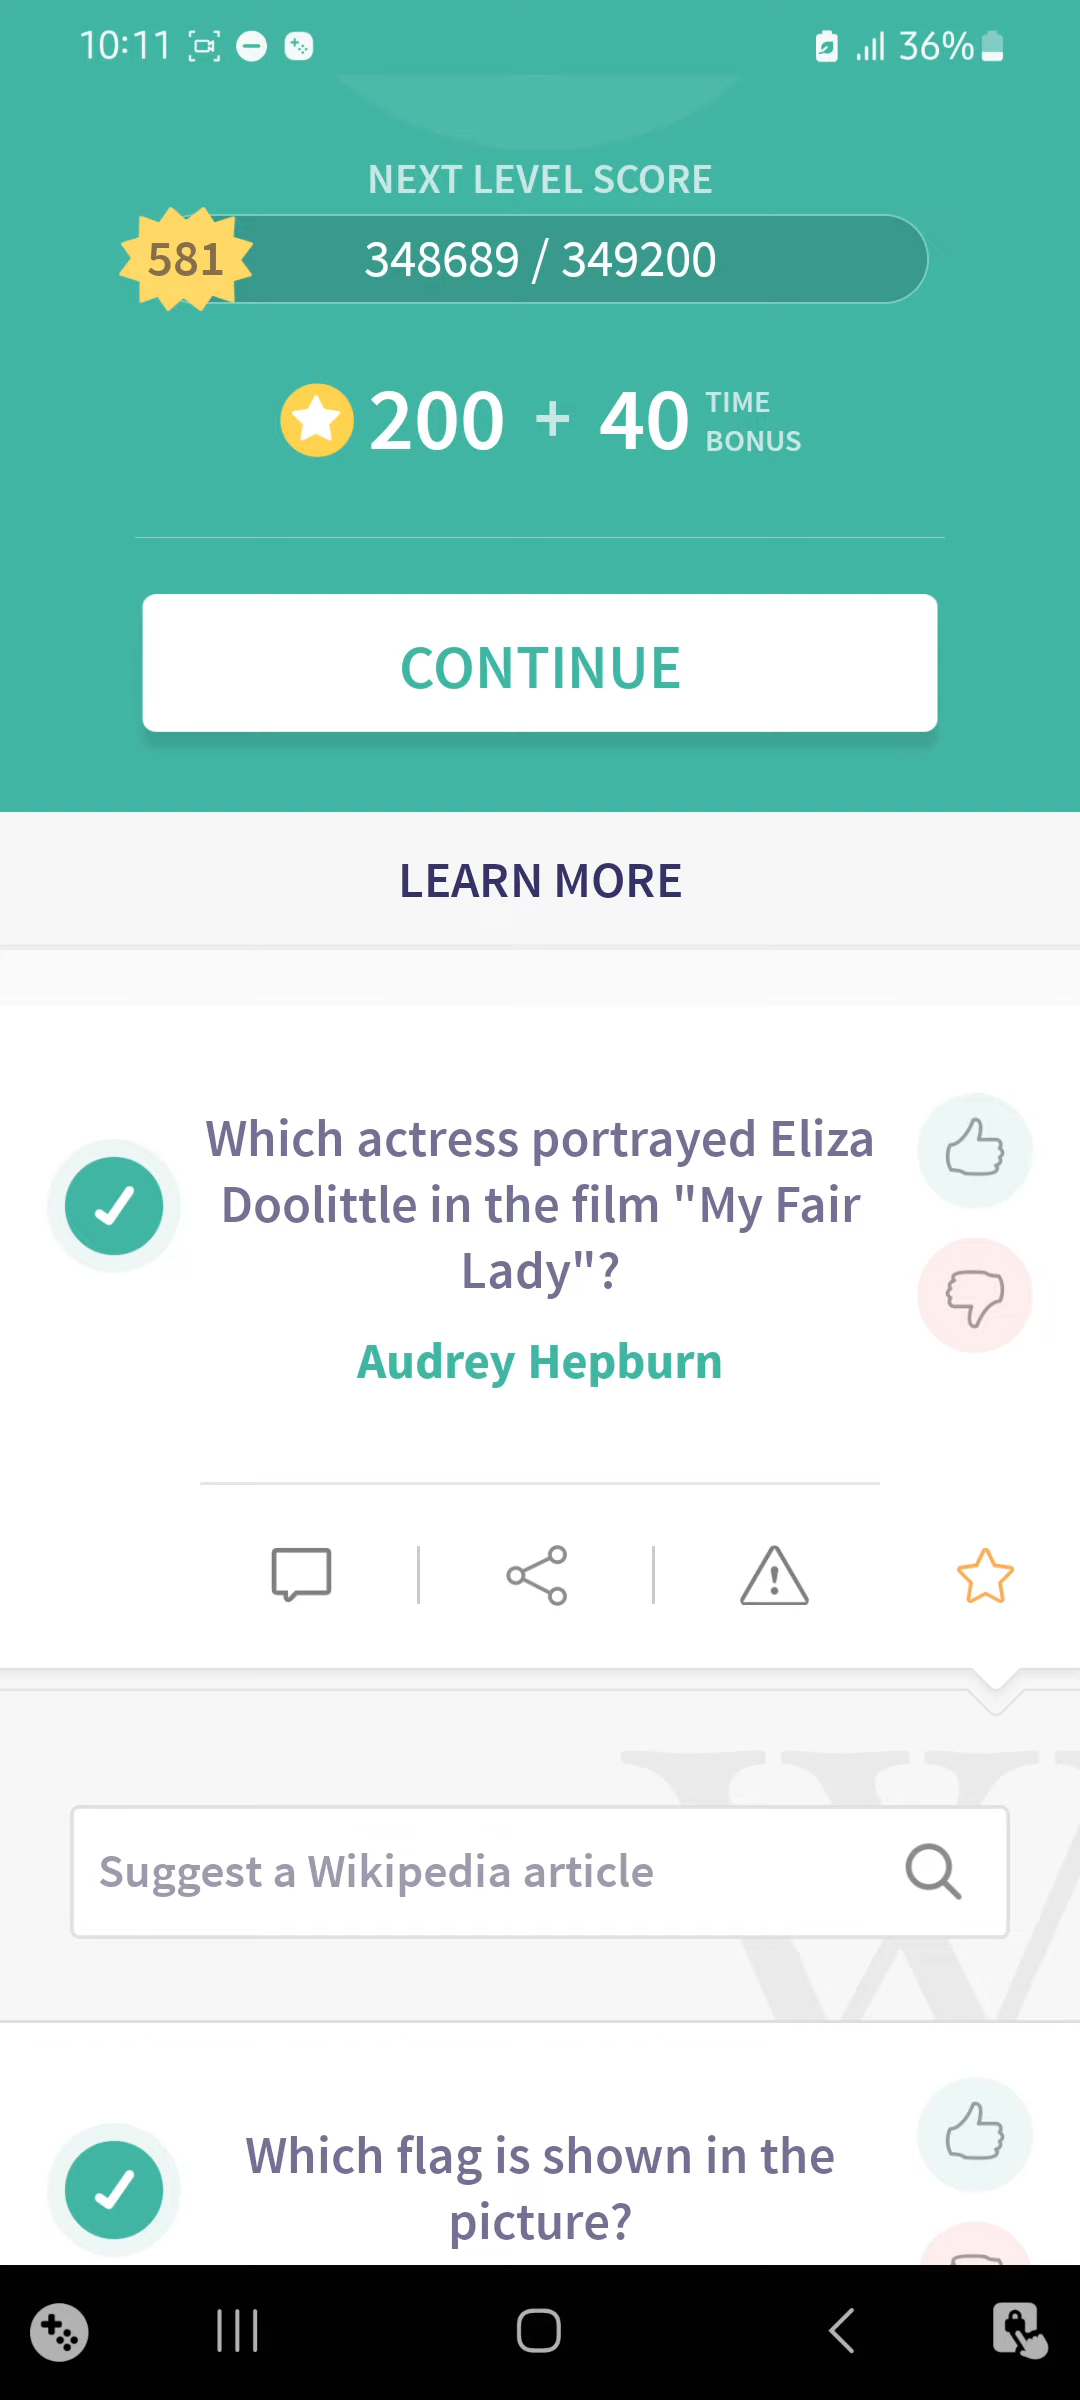 10:11
36%
NEXT LEVEL SCORE
581
348689 / 349200
200 + 40 TIME BONUS
CONTINUE
LEARN MORE
Which actress portrayed Eliza
Doolittle in the film "My Fair
Lady"?
Audrey Hepburn
Suggest a Wikipedia article
W
Which flag is shown in the
picture?